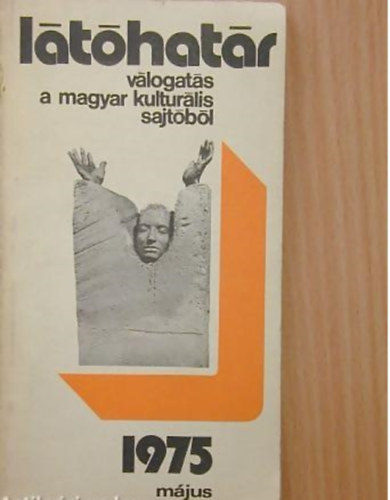 látóhatár
válogatás
a magyar kulturális
sajtóból
1975
május